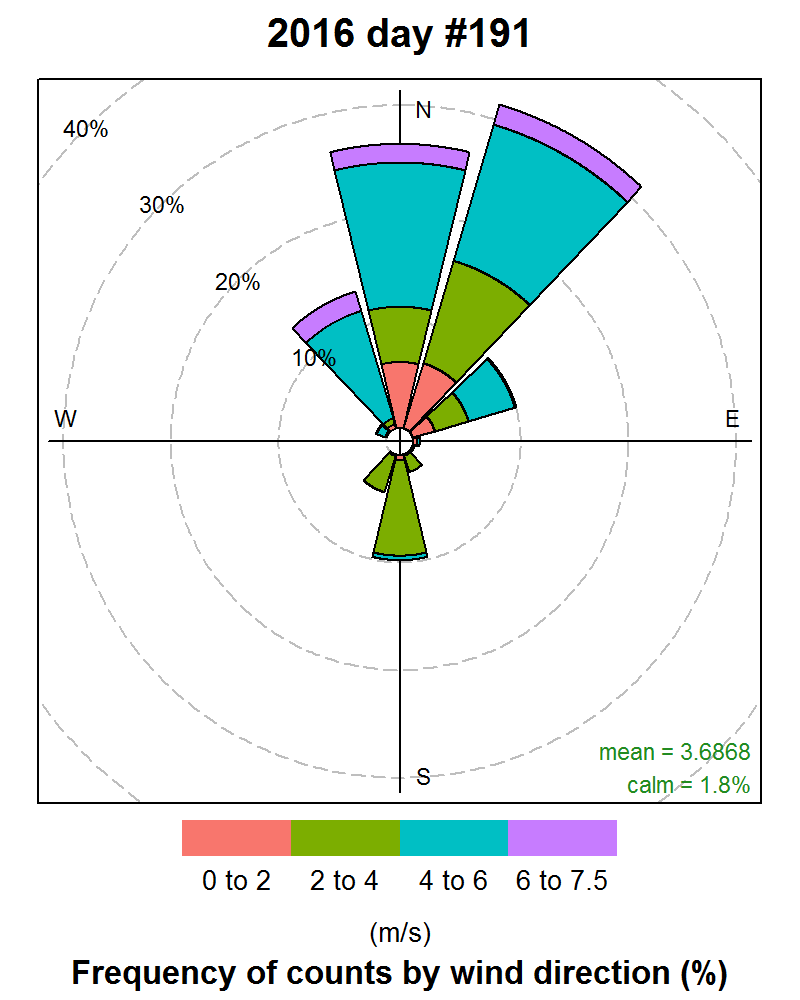 2016 day #191
N
40%
30%
20%
10%
W
E
S
mean = 3.6868
calm = 1.8%
0 to 2 2 to 4 4 to 6 6 to 7.5
(m/s)
Frequency of counts by wind direction (%)